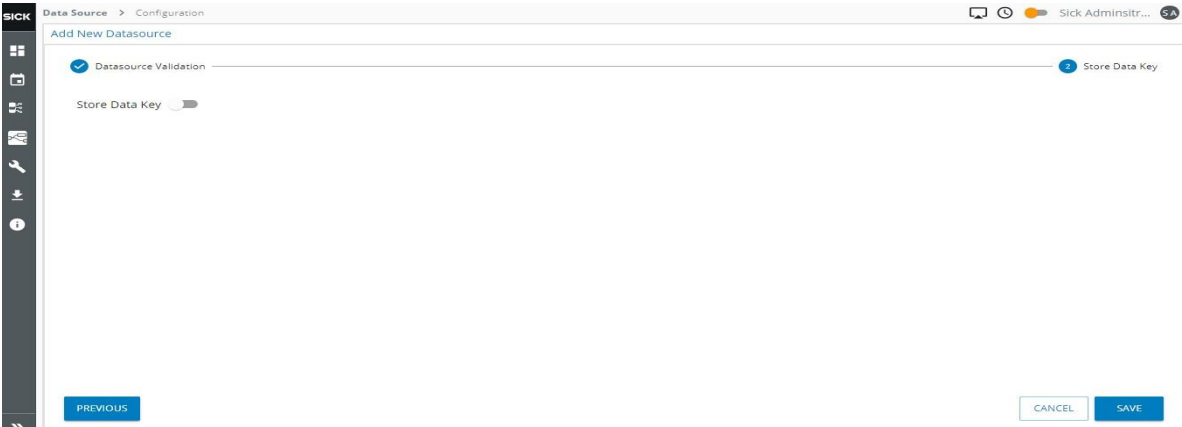 SICK
Data Source > Configuration
Sick Adminsitr... SA
Add New Datasource
Datasource Validation
2 Store Data Key
Store Data Key
PREVIOUS
CANCEL
SAVE